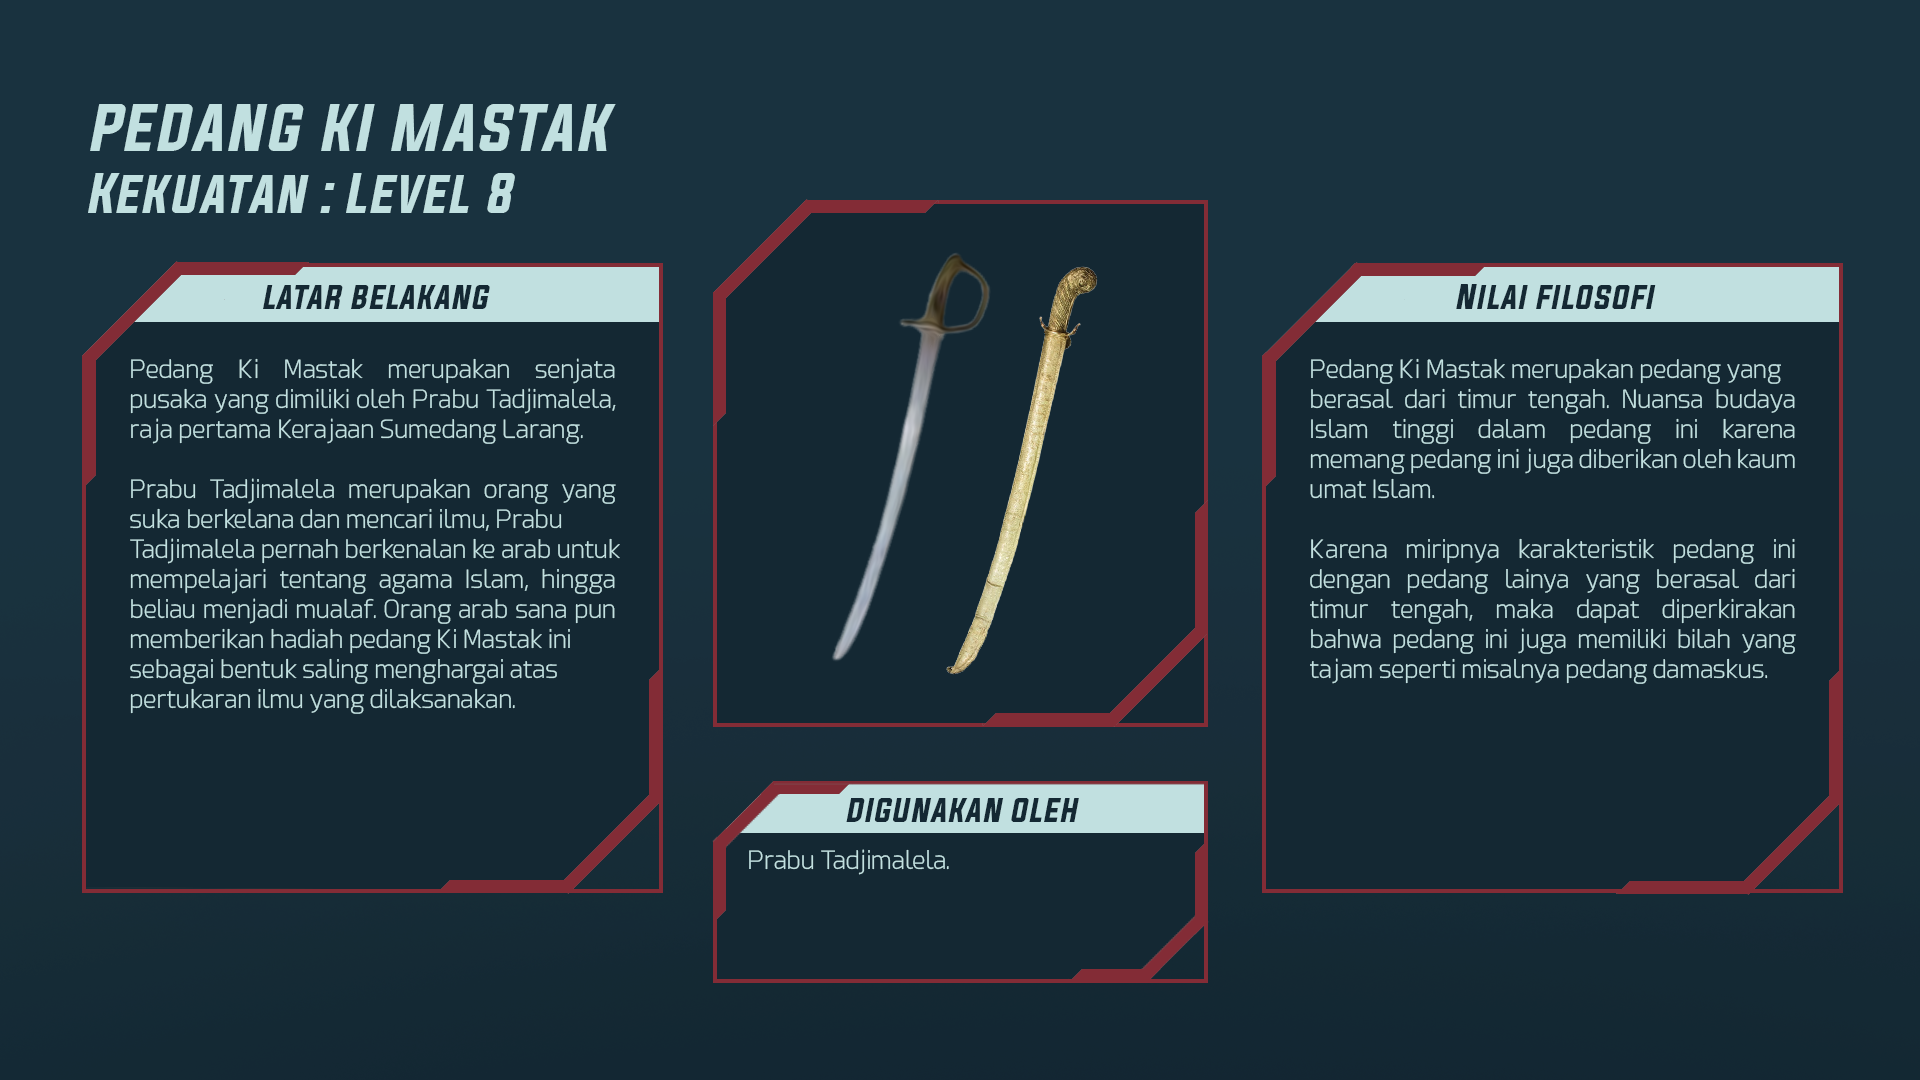 PEDANG KI MASTAK
KEKUATAN : LEVEL 8
LATAR BELAKANG
Pedang Ki Mastak merupakan senjata
pusaka yang dimiliki oleh Prabu Tadjimalela,
raja pertama Kerajaan Sumedang Larang.
Prabu Tadjimalela merupakan orang yang
suka berkelana dan mencari ilmu, Prabu
Tadjimalela pernah berkenalan ke arab untuk
mempelajari tentang agama Islam, hingga
beliau menjadi mualaf. Orang arab sana pun
memberikan hadiah pedang Ki Mastak ini
sebagai bentuk saling menghargai atas
pertukaran ilmu yang dilaksanakan.
DIGUNAKAN OLEH
Prabu Tadjimalela.
NILAI FILOSOFI
Pedang Ki Mastak merupakan pedang yang
berasal dari timur tengah. Nuansa budaya
Islam tinggi dalam pedang ini karena
memang pedang ini juga diberikan oleh kaum
umat Islam.
Karena miripnya karakteristik pedang ini
dengan pedang lainya yang berasal dari
timur tengah, maka dapat diperkirakan
bahwa pedang ini juga memiliki bilah yang
tajam seperti misalnya pedang damaskus.